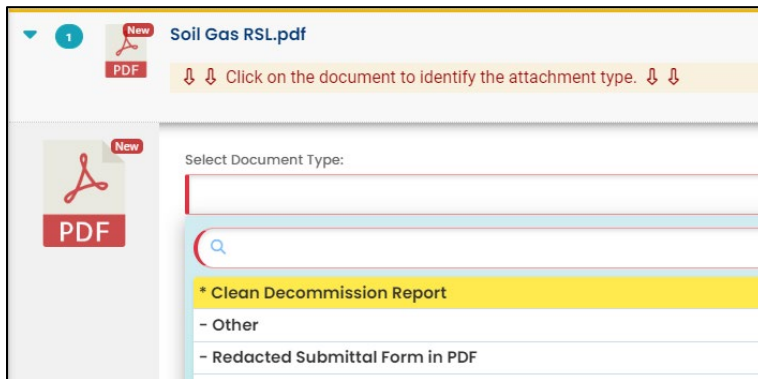 1
New
PDF
Soil Gas RSL.pdf
⇩ ⇩ Click on the document to identify the attachment type. ⇩ ⇩
New
PDF
Select Document Type:
* Clean Decommission Report
- Other
- Redacted Submittal Form in PDF